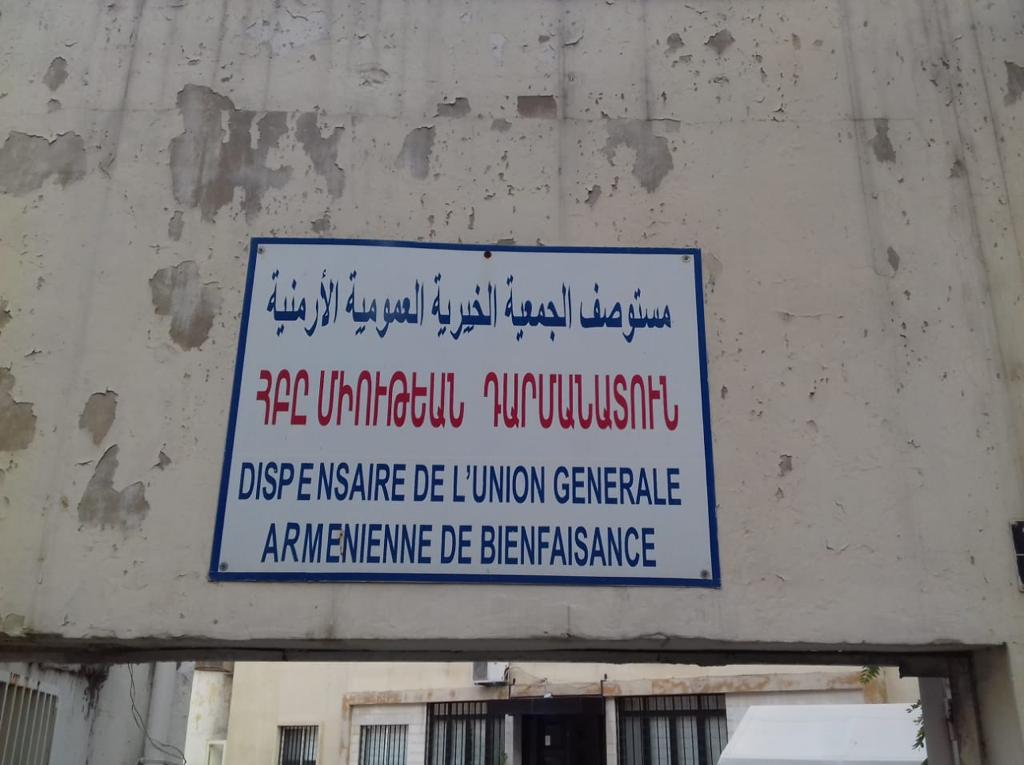 مستوصف الجمعية الخيرية العمومية الأرمنية
ՀԲԸ ՄԻՈՒԹԵԱՆ ԴԱՐՄԱՆԱՏՈՒՆ
DISPENSAIRE DE L'UNION GENERALE
ARMENIENNE DE BIENFAISANCE